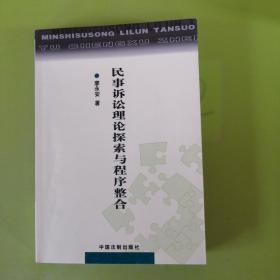 MINSHISUSONG LILUN TANSUO
YU CHENGXU ZHEN
民事诉讼理论探索与程序整合
廖永安 著
中国法制出版社